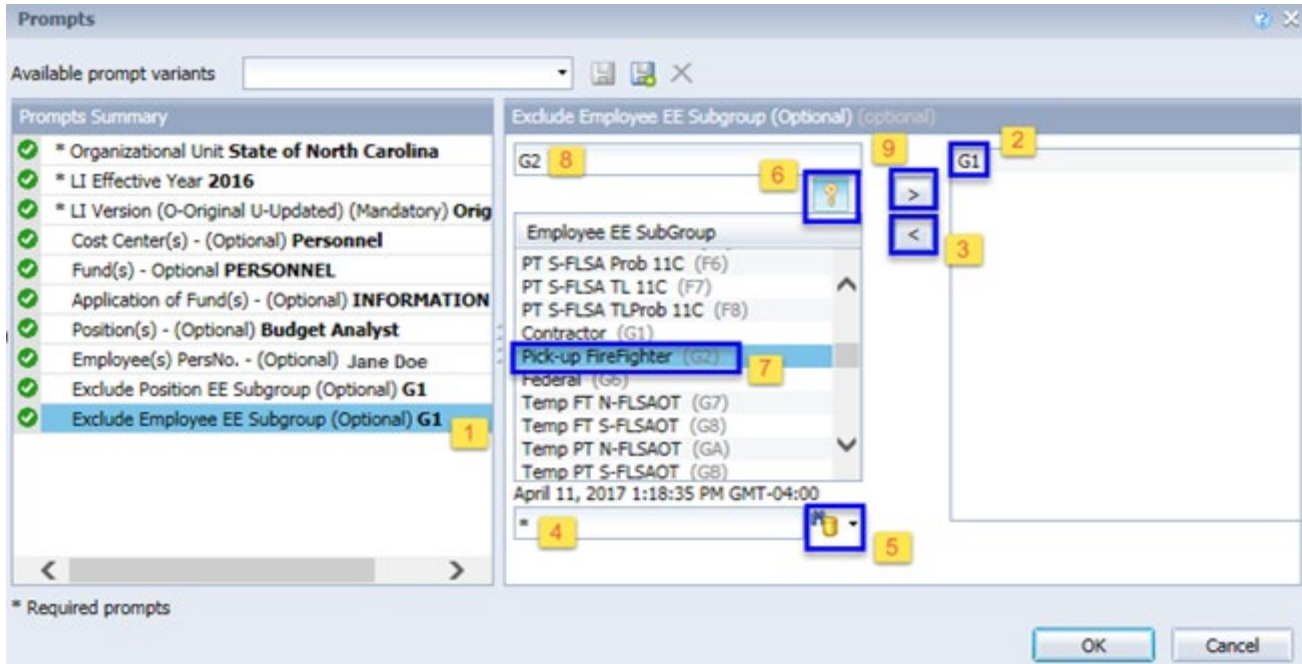 Prompts
Available prompt variants
Prompts Summary
* Organizational Unit State of North Carolina
* LI Effective Year 2016
* LI Version (O-Original U-Updated) (Mandatory) Orig
Cost Center(s) - (Optional) Personnel
Fund(s) - Optional PERSONNEL
Application of Fund(s) - (Optional) INFORMATION
Position(s) - (Optional) Budget Analyst
Employee(s) PersNo. - (Optional) Jane Doe
Exclude Position EE Subgroup (Optional) G1
Exclude Employee EE Subgroup (Optional) G1
1
* Required prompts
Exclude Employee EE Subgroup (Optional) (optional)
G2 8
6
9
>
<
3
G1 2
Employee EE SubGroup
PT S-FLSA Prob 11C (F6)
PT S-FLSA TL 11C (F7)
PT S-FLSA TLProb 11C (F8)
Contractor (G1)
Pick-up FireFighter (G2)
7
Federal (G6)
Temp FT N-FLSAOT (G7)
Temp FT S-FLSAOT (G8)
Temp PT N-FLSAOT (GA)
Temp PT S-FLSAOT (GB)
April 11, 2017 1:18:35 PM GMT-04:00
* 4
5
OK
Cancel